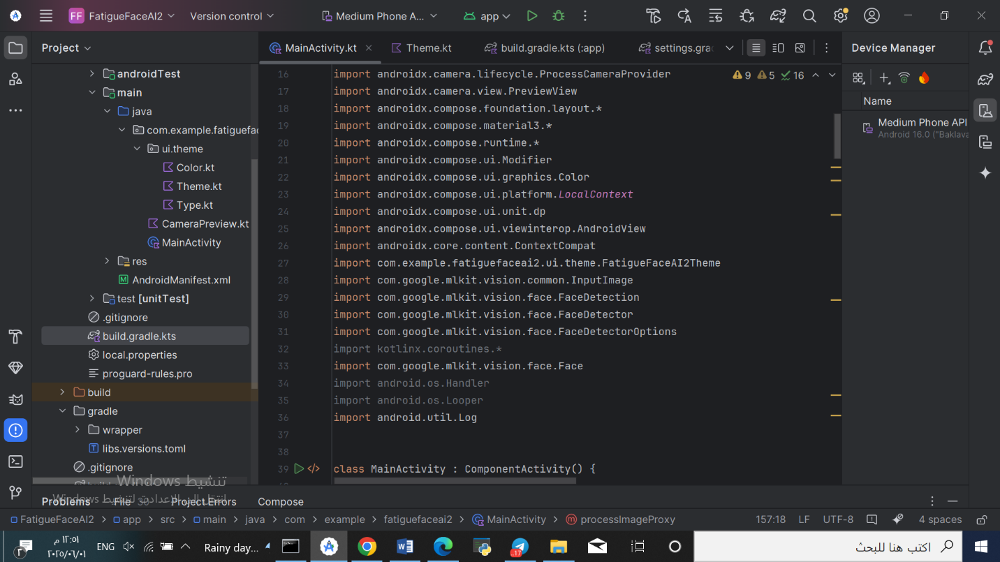 FF FatigueFaceAI2 Version control Medium Phone A... app
Project
MainActivity.kt Theme.kt build.gradle.kts (:app) settings.grad
Device Manager
androidTest
main
java
com.example.fatiguefac
ui.theme
Color.kt
Theme.kt
Type.kt
CameraPreview.kt
MainActivity
res
AndroidManifest.xml
test [unitTest]
.gitignore
build.gradle.kts
local.properties
proguard-rules.pro
build
gradle
wrapper
libs.versions.toml
.gitignore
9 5 16
16 import androidx.camera.lifecycle.ProcessCameraProvider
17 import androidx.camera.view.PreviewView
18 import androidx.compose.foundation.layout.*
19 import androidx.compose.material3.*
20 import androidx.compose.runtime.*
21 import androidx.compose.ui.Modifier
22 import androidx.compose.ui.graphics.Color
23 import androidx.compose.ui.platform.LocalContext
24 import androidx.compose.ui.unit.dp
25 import androidx.compose.ui.viewinterop.AndroidView
26 import androidx.core.content.ContextCompat
27 import com.example.fatiguefaceai2.ui.theme.FatigueFaceAI2Theme
28 import com.google.mlkit.vision.common.InputImage
29 import com.google.mlkit.vision.face.FaceDetection
30 import com.google.mlkit.vision.face.FaceDetector
31 import com.google.mlkit.vision.face.FaceDetectorOptions
32 import kotlinx.coroutines.*
33 import com.google.mlkit.vision.face.Face
34 import android.os.Handler
35 import android.os.Looper
36 import android.util.Log
37
38
39 class MainActivity : ComponentActivity() {
Name
Medium Phone API
Android 16.0 ("Baklava
تنشيط Windows
انتقل إلى الإعدادات لتنشيط Windows
Problems File 30 Project Errors Compose
FatigueFaceAI2 > app > src > main > java > com > example > fatiguefaceai2 > MainActivity > processImageProxy
157:18 LF UTF-8 4 spaces
١٢:٥١ م
٢٠٢٥/٠٦/٠١
٢
ENG
Rainy day...
17
اكتب هنا للبحث